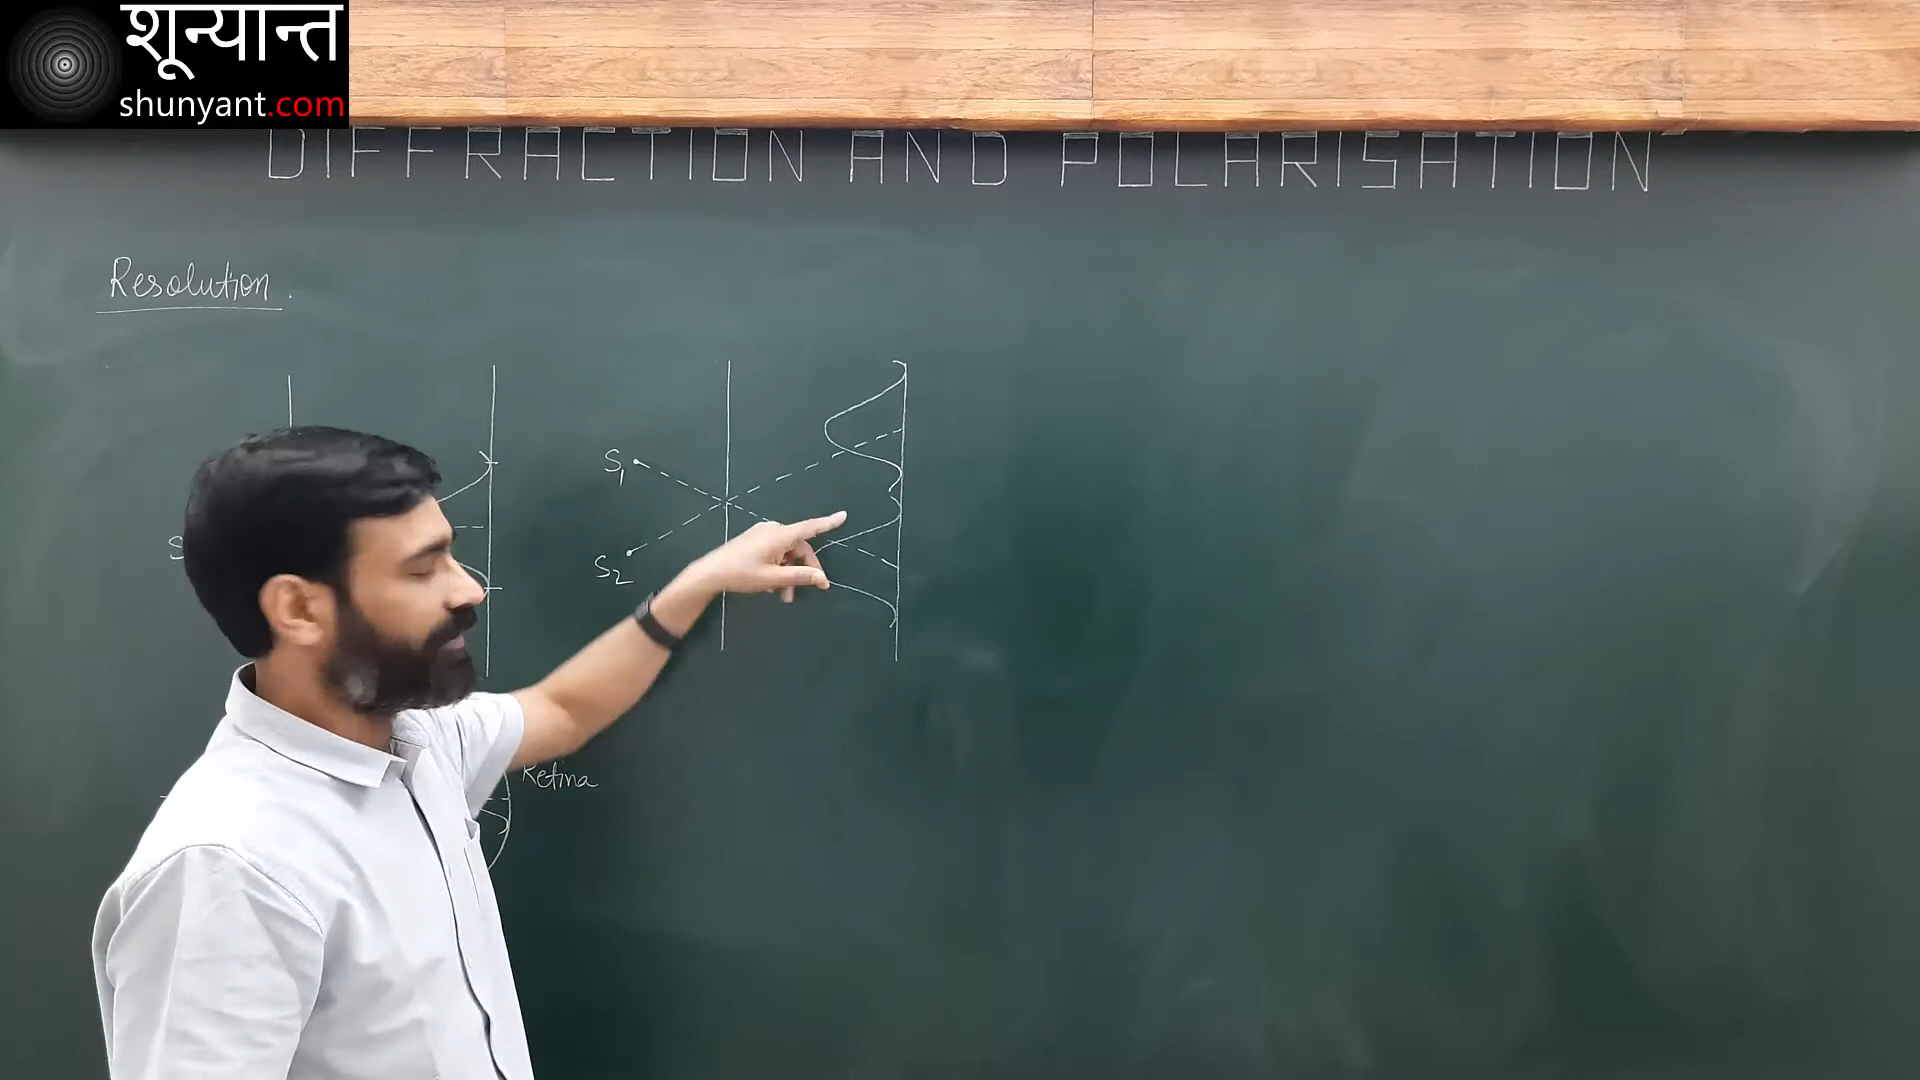 शून्यान्त
shunyant.com
DIFFRACTION AND POLARISATION
Resolution.
S₁
S
S₂
Retina